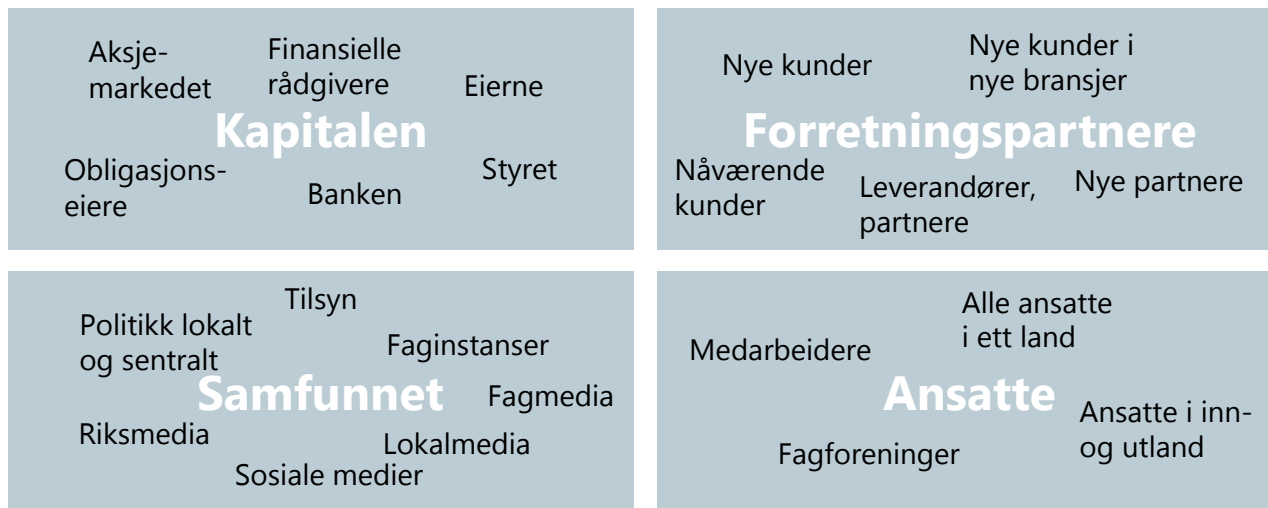 Aksje-
markedet
Finansielle
rådgivere
Eierne
Kapitalen
Obligasjons-
eiere
Banken
Styret
Nye kunder
Nye kunder i
nye bransjer
Forretningspartnere
Nåværende
kunder
Leverandører,
partnere
Nye partnere
Tilsyn
Politikk lokalt
og sentralt
Faginstanser
Samfunnet
Fagmedia
Riksmedia
Lokalmedia
Sosiale medier
Alle ansatte
i ett land
Medarbeidere
Ansatte
Ansatte i inn-
og utland
Fagforeninger